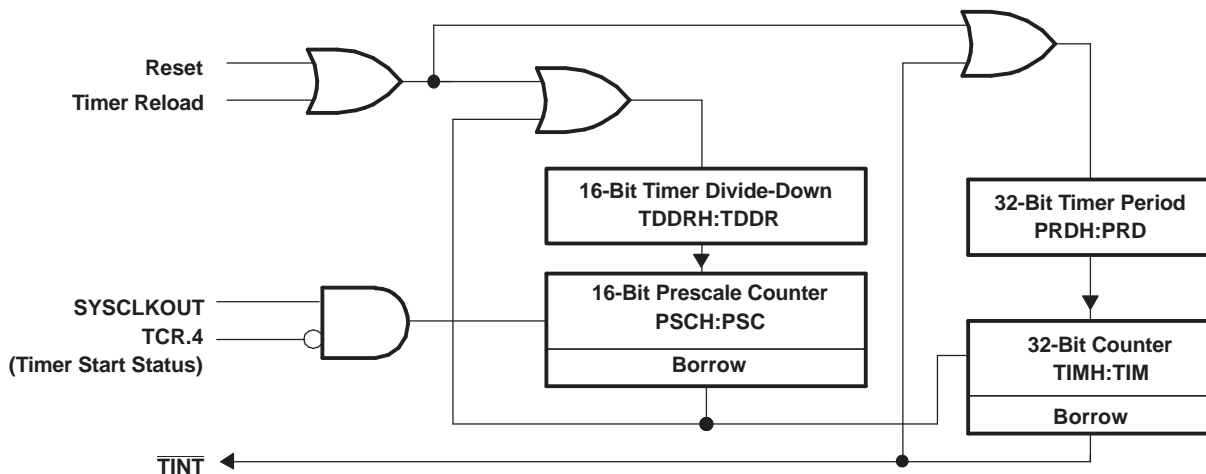 Reset
Timer Reload
16-Bit Timer Divide-Down
TDDRH:TDDR
32-Bit Timer Period
PRDH:PRD
SYSCLKOUT
TCR.4
(Timer Start Status)
16-Bit Prescale Counter
PSCH:PSC
Borrow
32-Bit Counter
TIMH:TIM
Borrow
T̅I̅N̅T̅